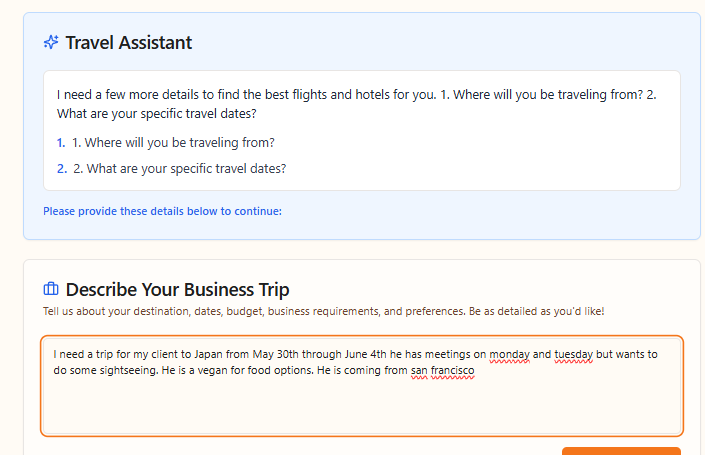 Travel Assistant
I need a few more details to find the best flights and hotels for you. 1. Where will you be traveling from? 2.
What are your specific travel dates?
1. 1. Where will you be traveling from?
2. 2. What are your specific travel dates?
Please provide these details below to continue:
Describe Your Business Trip
Tell us about your destination, dates, budget, business requirements, and preferences. Be as detailed as you'd like!
I need a trip for my client to Japan from May 30th through June 4th he has meetings on monday and tuesday but wants to
do some sightseeing. He is a vegan for food options. He is coming from san francisco